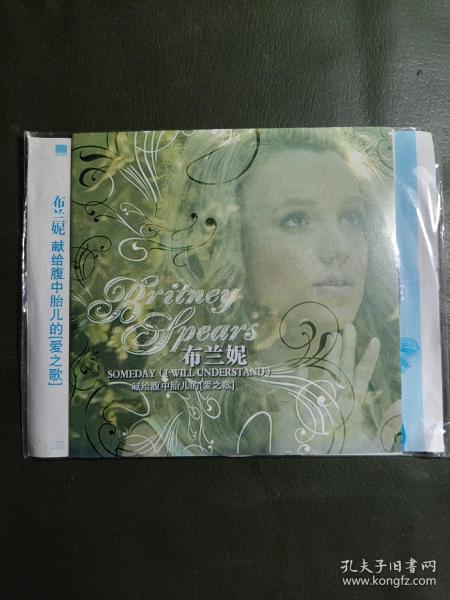 布兰妮 献给腹中胎儿的[爱之歌]
Britney
Spears
布兰妮
SOMEDAY (I WILL UNDERSTAND)
献给腹中胎儿的[爱之歌]
孔夫子旧书网
www.kongfz.com